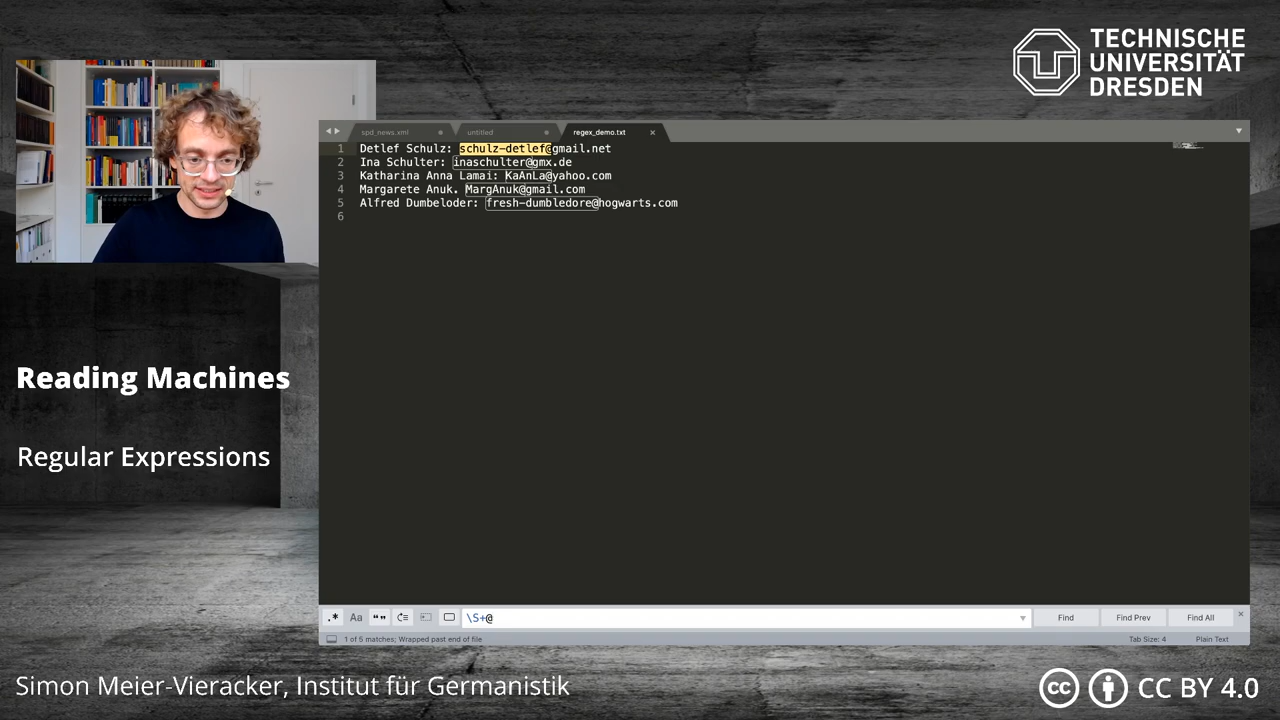 TECHNISCHE
UNIVERSITÄT
DRESDEN
spd_news.xml
untitled
regex_demo.txt
1 Detlef Schulz: schulz-detlef@gmail.net
2 Ina Schulter: inaschulter@gmx.de
3 Katharina Anna Lamai: KaAnLa@yahoo.com
4 Margarete Anuk. MargAnuk@gmail.com
5 Alfred Dumbeloder: fresh-dumbledore@hogwarts.com
6
Reading Machines
Regular Expressions
.* Aa \S+@ Find Find Prev Find All
1 of 5 matches; Wrapped past end of file Tab Size: 4 Plain Text
Simon Meier-Vieracker, Institut für Germanistik
cc CC BY 4.0